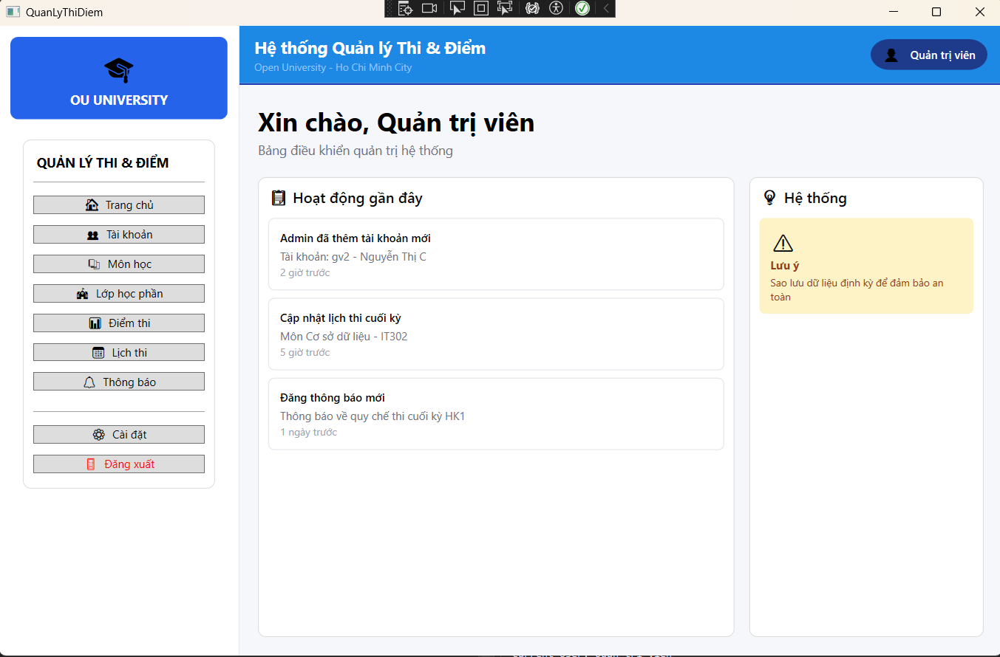 QuanLyThiDiem
OU UNIVERSITY
QUẢN LÝ THI & ĐIỂM
Trang chủ
Tài khoản
Môn học
Lớp học phần
Điểm thi
Lịch thi
Thông báo
Cài đặt
Đăng xuất
Hệ thống Quản lý Thi & Điểm
Open University - Ho Chi Minh City
Quản trị viên
Xin chào, Quản trị viên
Bảng điều khiển quản trị hệ thống
Hoạt động gần đây
Admin đã thêm tài khoản mới
Tài khoản: gv2 - Nguyễn Thị C
2 giờ trước
Cập nhật lịch thi cuối kỳ
Môn Cơ sở dữ liệu - IT302
5 giờ trước
Đăng thông báo mới
Thông báo về quy chế thi cuối kỳ HK1
1 ngày trước
Hệ thống
Lưu ý
Sao lưu dữ liệu định kỳ để đảm bảo an
toàn